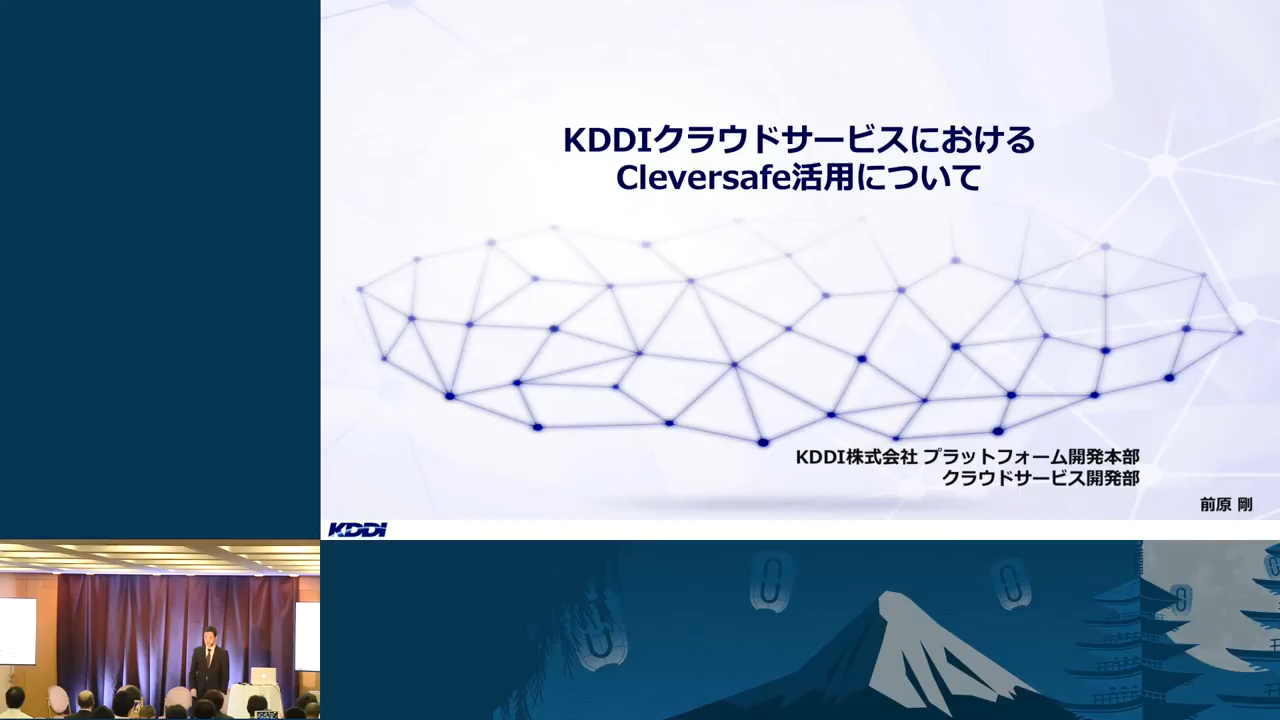 KDDIクラウドサービスにおける
Cleversafe活用について
KDDI株式会社 プラットフォーム開発本部
クラウドサービス開発部
前原 剛
KDDI